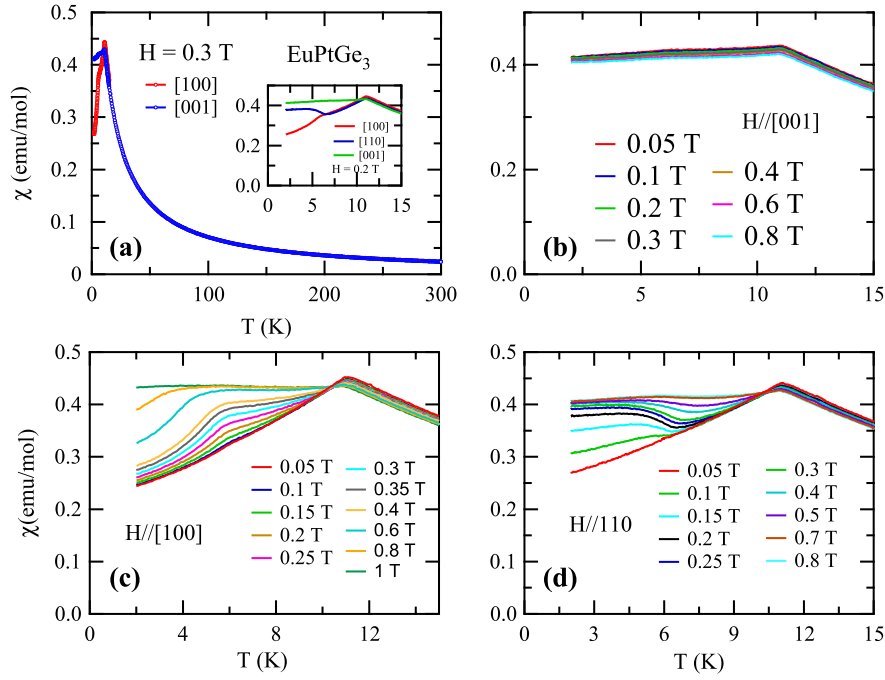 0.5
0.4
0.3
0.2
0.1
0
χ (emu/mol)
H = 0.3 T
[100]
[001]
EuPtGe3
0.4
0.2
0.0
[100]
[110]
[001]
H = 0.2 T
0 5 10 15
(a)
0 100 200 300
T (K)
0.4
0.2
0.0
H//[001]
0.05 T
0.1 T
0.2 T
0.3 T
0.4 T
0.6 T
0.8 T
(b)
5 10 15
T (K)
0.5
0.4
0.3
0.2
0.1
0.0
χ(emu/mol)
H//[100]
0.05 T
0.1 T
0.15 T
0.2 T
0.25 T
0.3 T
0.35 T
0.4 T
0.6 T
0.8 T
1 T
(c)
0 4 8 12
T (K)
0.5
0.4
0.3
0.2
0.1
0.0
H//110
0.05 T
0.1 T
0.15 T
0.2 T
0.25 T
0.3 T
0.4 T
0.5 T
0.7 T
0.8 T
(d)
0 3 6 9 12 15
T (K)